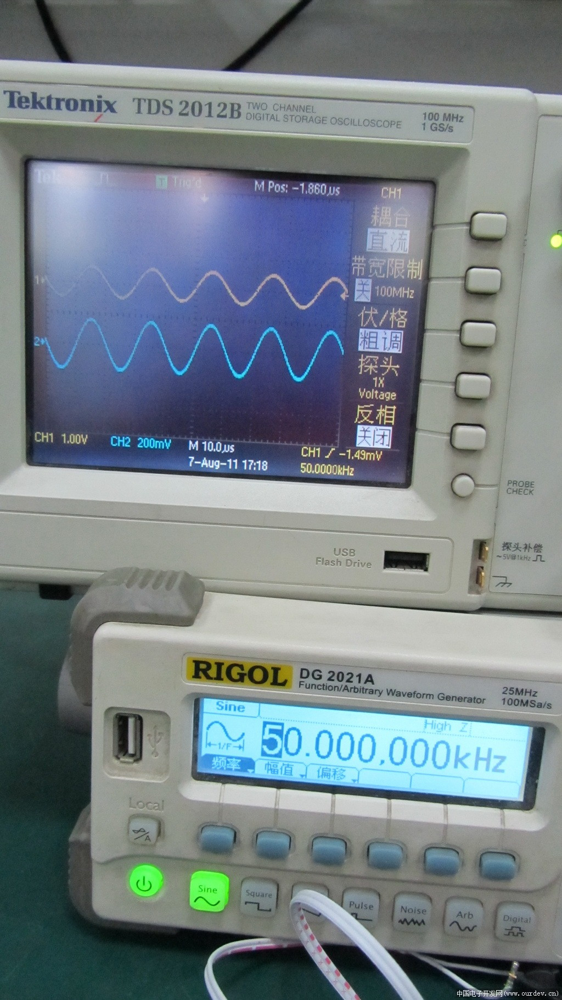 Tektronix TDS 2012B TWO CHANNEL
DIGITAL STORAGE OSCILLOSCOPE
100 MHz
1 GS/s
Tek
T Trig'd
M Pos: -1.860µs
CH1
耦合
直流
带宽限制
关 100MHz
伏/格
粗调
探头
1X
Voltage
反相
关闭
1
2
CH1 1.00V
CH2 200mV
M 10.0µs
CH1 -1.49mV
7-Aug-11 17:18
50.0000kHz
PROBE
CHECK
USB
Flash Drive
探头补偿
~5V@1kHz
RIGOL DG 2021A
Function/Arbitrary Waveform Generator
25MHz
100MSa/s
Sine
High Z
1/F
50.000,000kHz
频率
幅值
偏移
Local
Sine
Square
Pulse
Noise
Arb
Digital
中国电子开发网(www.ourdev.cn)